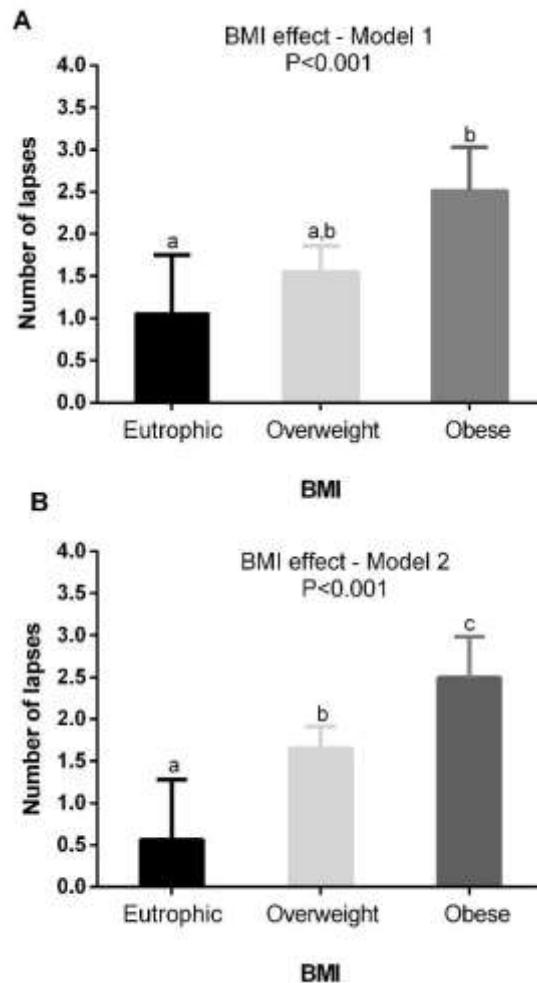 A
BMI effect - Model 1
P<0.001
Number of lapses
4.0
3.5
3.0
2.5
2.0
1.5
1.0
0.5
0.0
a
a,b
b
Eutrophic Overweight Obese
BMI
B
BMI effect - Model 2
P<0.001
Number of lapses
4.0
3.5
3.0
2.5
2.0
1.5
1.0
0.5
0.0
a
b
c
Eutrophic Overweight Obese
BMI